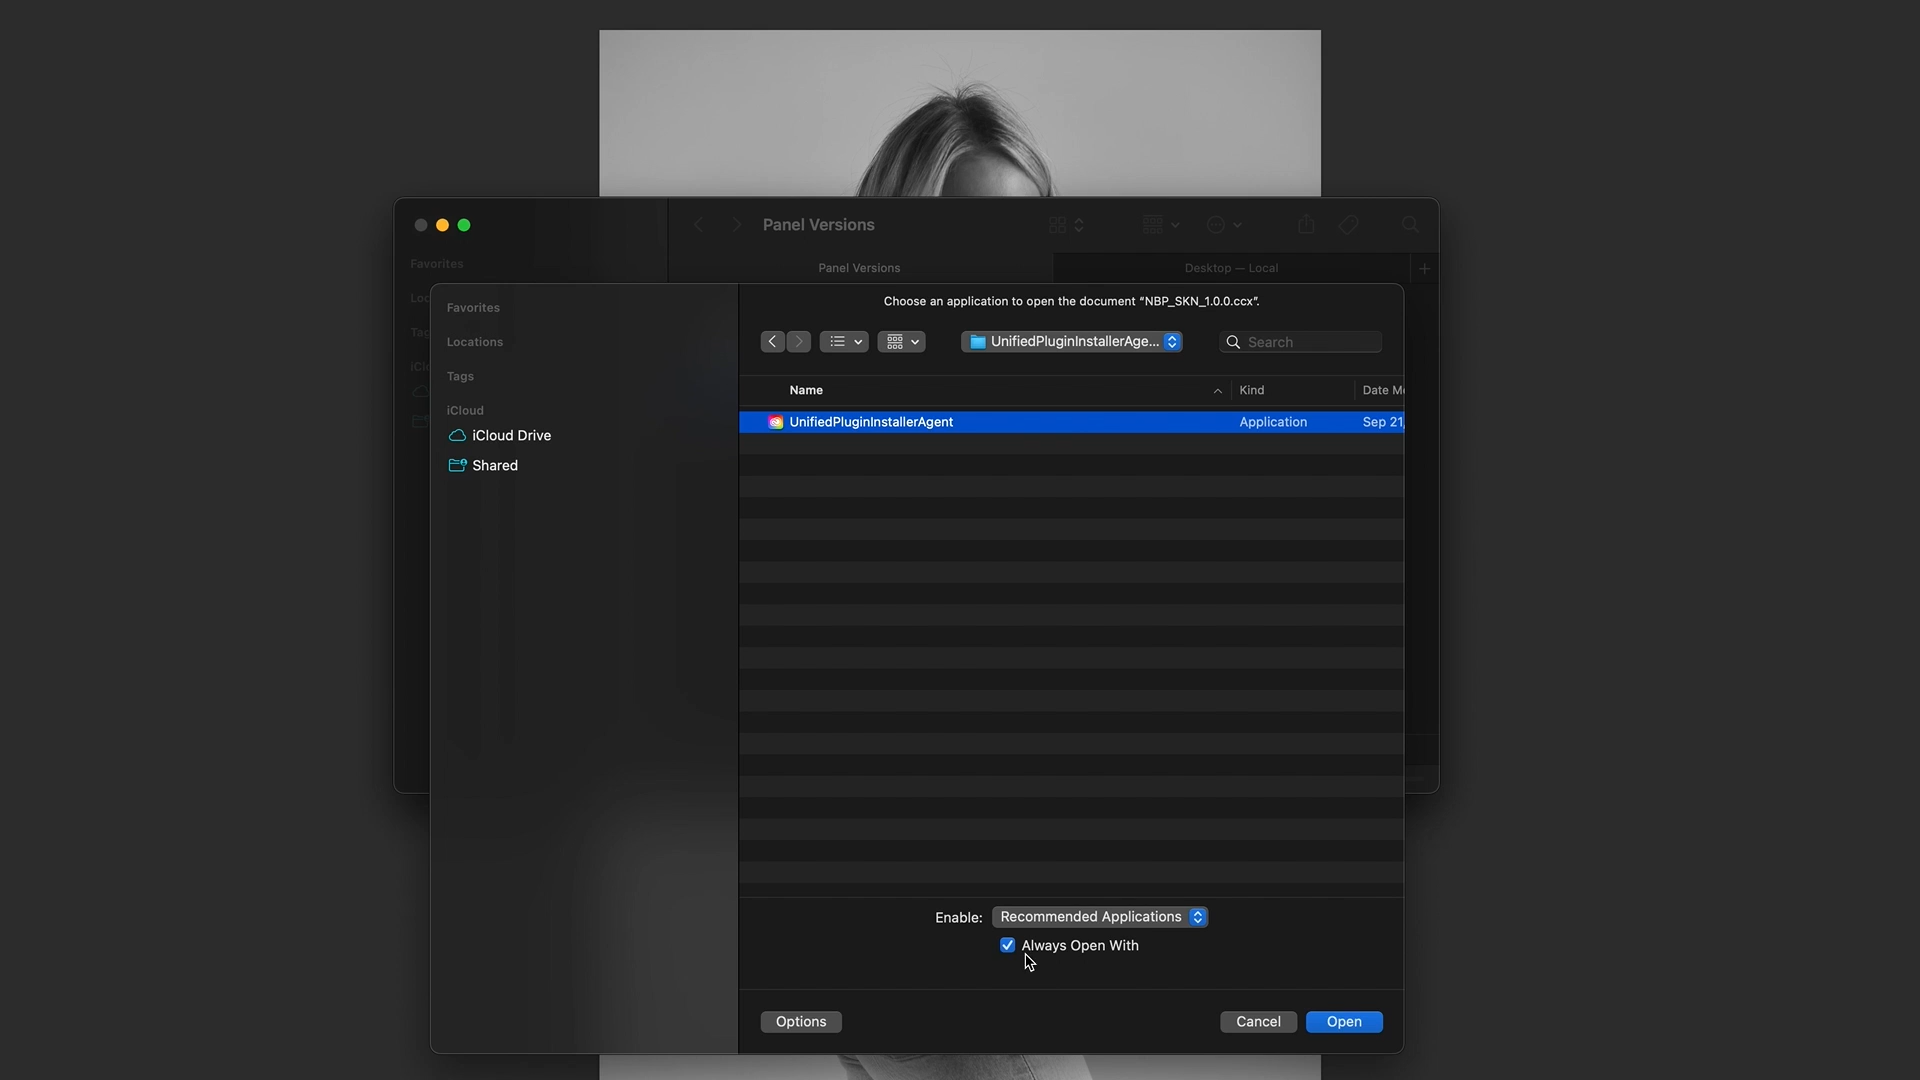 Panel Versions
Favorites
Panel Versions
Desktop — Local
Favorites
Locations
Tags
iCloud
iCloud Drive
Shared
Choose an application to open the document “NBP_SKN_1.0.0.ccx”.
UnifiedPluginInstallerAge...
Search
Name
Kind
UnifiedPluginInstallerAgent
Application
Sep 21,
Enable:
Recommended Applications
Always Open With
Options
Cancel
Open